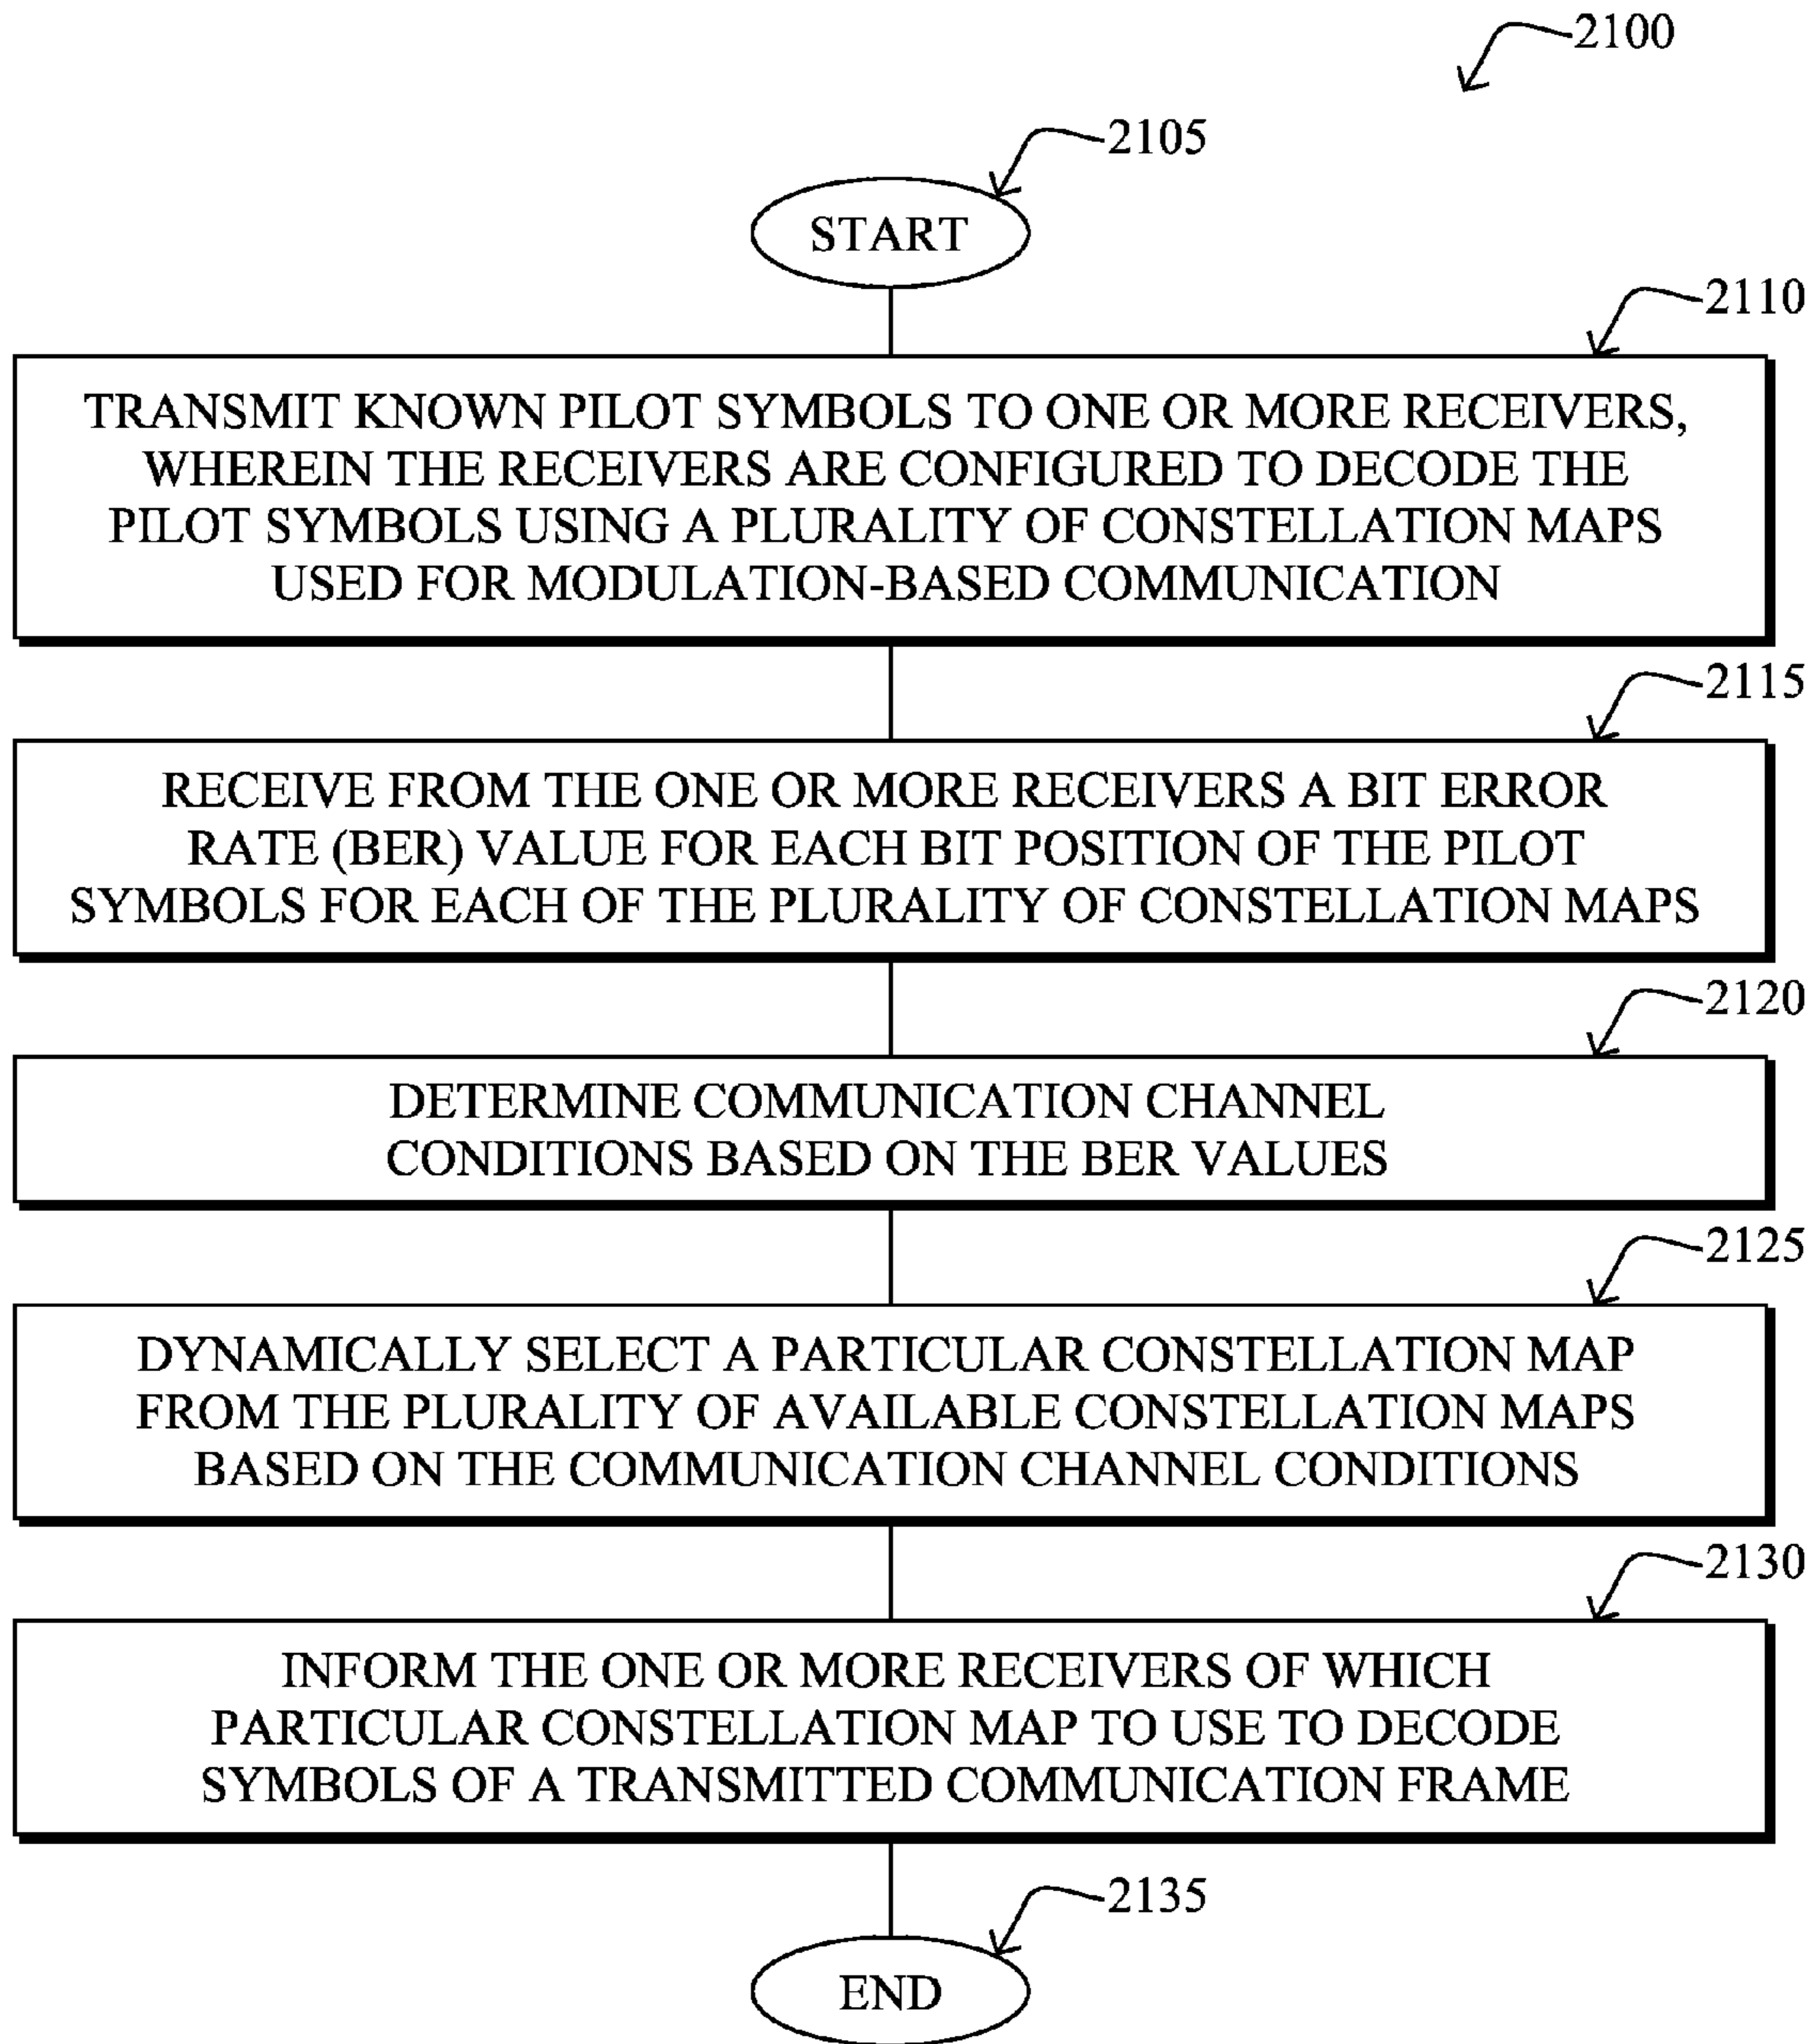 2100
2105
START
2110
TRANSMIT KNOWN PILOT SYMBOLS TO ONE OR MORE RECEIVERS,
WHEREIN THE RECEIVERS ARE CONFIGURED TO DECODE THE
PILOT SYMBOLS USING A PLURALITY OF CONSTELLATION MAPS
USED FOR MODULATION-BASED COMMUNICATION
2115
RECEIVE FROM THE ONE OR MORE RECEIVERS A BIT ERROR
RATE (BER) VALUE FOR EACH BIT POSITION OF THE PILOT
SYMBOLS FOR EACH OF THE PLURALITY OF CONSTELLATION MAPS
2120
DETERMINE COMMUNICATION CHANNEL
CONDITIONS BASED ON THE BER VALUES
2125
DYNAMICALLY SELECT A PARTICULAR CONSTELLATION MAP
FROM THE PLURALITY OF AVAILABLE CONSTELLATION MAPS
BASED ON THE COMMUNICATION CHANNEL CONDITIONS
2130
INFORM THE ONE OR MORE RECEIVERS OF WHICH
PARTICULAR CONSTELLATION MAP TO USE TO DECODE
SYMBOLS OF A TRANSMITTED COMMUNICATION FRAME
2135
END